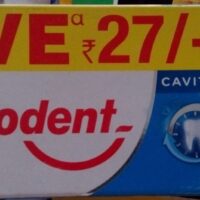 VEα ₹27/-
odent
CAVIT